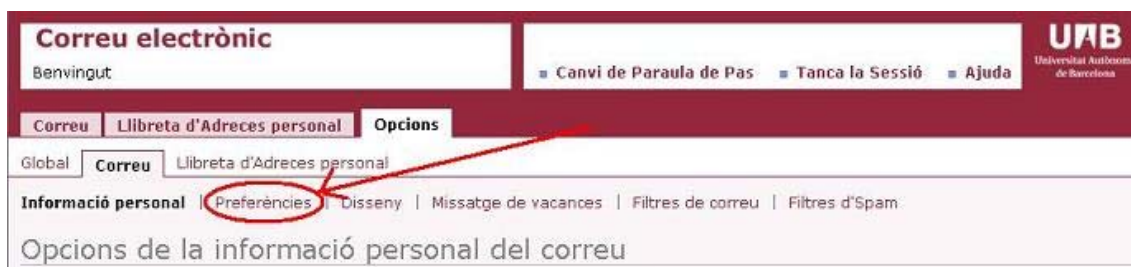 Correu electrònic
Benvingut
Canvi de Paraula de Pas Tanca la Sessió Ajuda
UAB
Universitat Autònoma
de Barcelona
Correu Llibreta d'Adreces personal Opcions
Global Correu Llibreta d'Adreces personal
Informació personal | Preferències | Disseny | Missatge de vacances | Filtres de correu | Filtres d'Spam
Opcions de la informació personal del correu